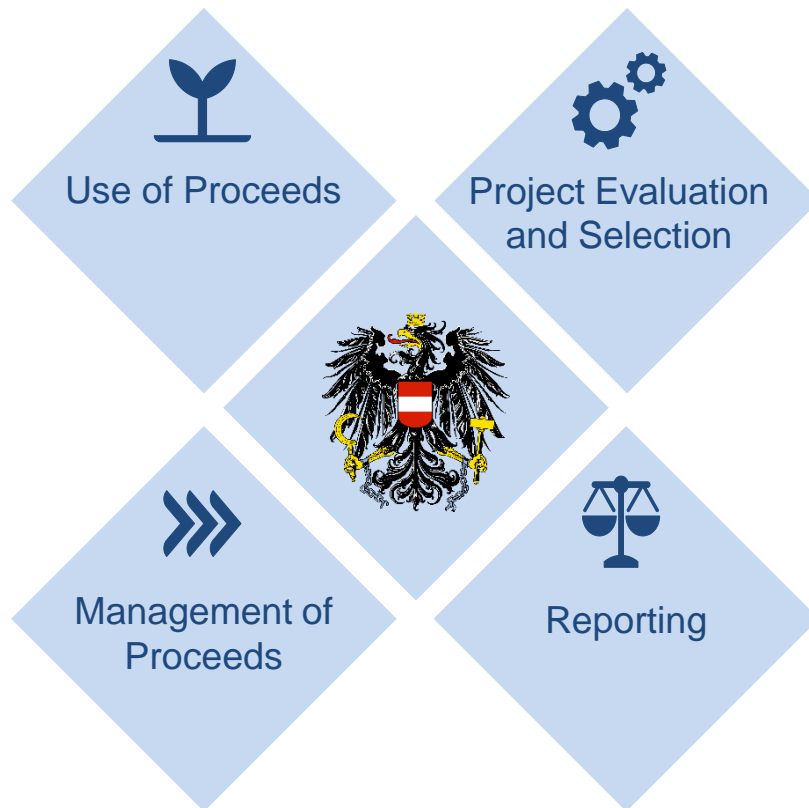 Use of Proceeds
Project Evaluation
and Selection
Management of
Proceeds
Reporting